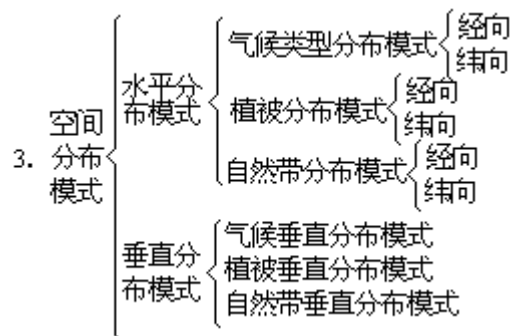 3. 空间分布模式
水平分布模式
气候类型分布模式
经向
纬向
植被分布模式
经向
纬向
自然带分布模式
经向
纬向
垂直分布模式
气候垂直分布模式
植被垂直分布模式
自然带垂直分布模式